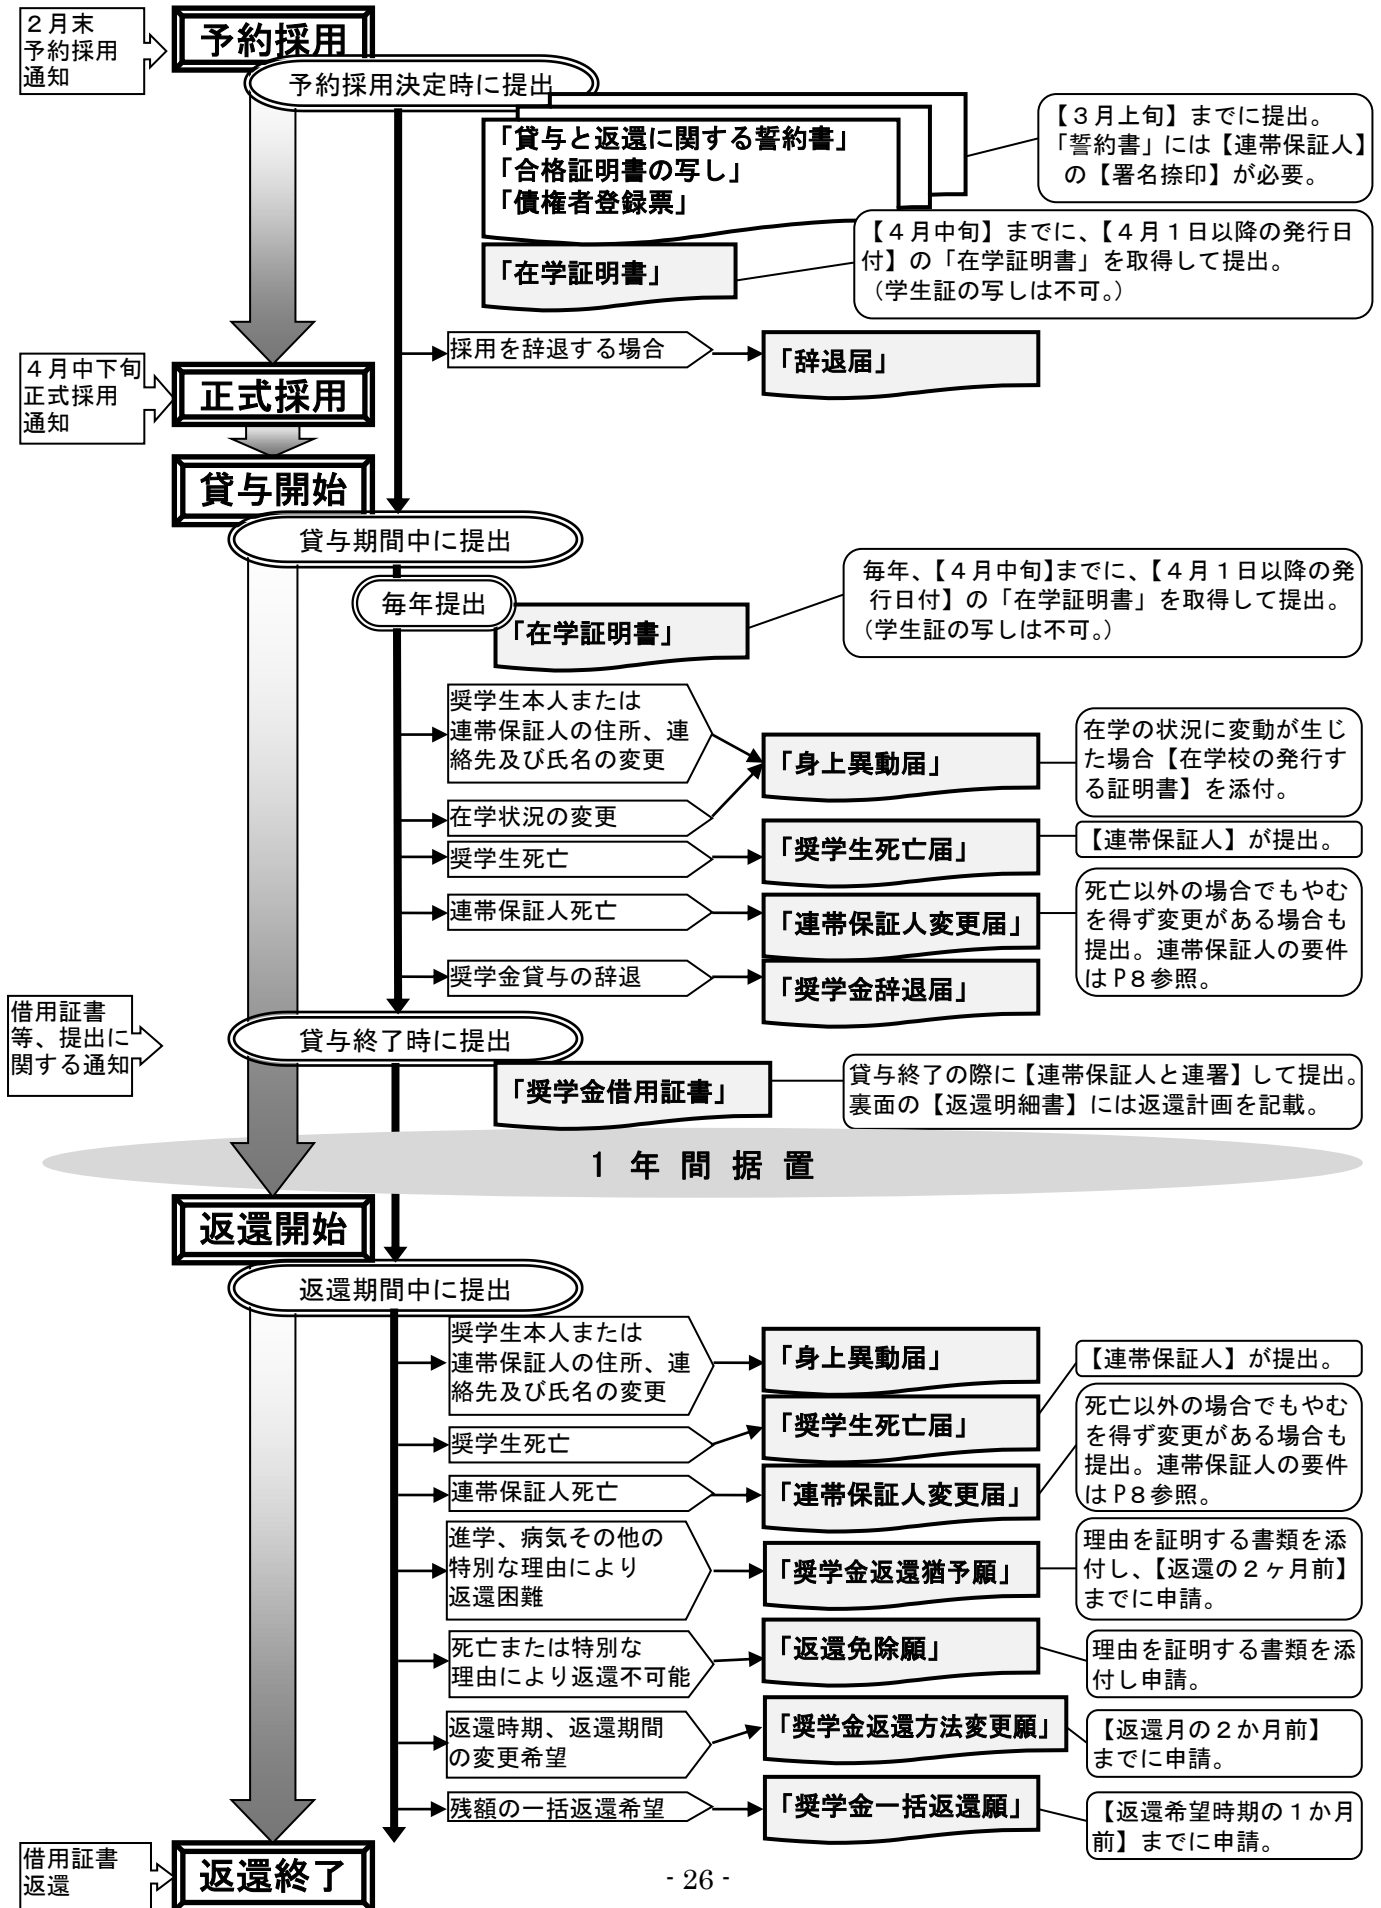 ２月末
予約採用
通知
予約採用
予約採用決定時に提出
「貸与と返還に関する誓約書」
「合格証明書の写し」
「債権者登録票」
【３月上旬】までに提出。
「誓約書」には【連帯保証人】
の【署名捺印】が必要。
「在学証明書」
【４月中旬】までに、【４月１日以降の発行日
付】の「在学証明書」を取得して提出。
（学生証の写しは不可。）
採用を辞退する場合
「辞退届」
４月中下旬
正式採用
通知
正式採用
貸与開始
貸与期間中に提出
毎年提出
「在学証明書」
毎年、【４月中旬】までに、【４月１日以降の発
行日付】の「在学証明書」を取得して提出。
（学生証の写しは不可。）
奨学生本人または
連帯保証人の住所、連
絡先及び氏名の変更
在学状況の変更
「身上異動届」
在学の状況に変動が生じ
た場合【在学校の発行す
る証明書】を添付。
奨学生死亡
「奨学生死亡届」
【連帯保証人】が提出。
連帯保証人死亡
「連帯保証人変更届」
死亡以外の場合でもやむ
を得ず変更がある場合も
提出。連帯保証人の要件
はＰ８参照。
奨学金貸与の辞退
「奨学金辞退届」
借用証書
等、提出に
関する通知
貸与終了時に提出
「奨学金借用証書」
貸与終了の際に【連帯保証人と連署】して提出。
裏面の【返還明細書】には返還計画を記載。
１年間据置
返還開始
返還期間中に提出
奨学生本人または
連帯保証人の住所、連
絡先及び氏名の変更
「身上異動届」
奨学生死亡
「奨学生死亡届」
【連帯保証人】が提出。
連帯保証人死亡
「連帯保証人変更届」
死亡以外の場合でもやむ
を得ず変更がある場合も
提出。連帯保証人の要件
はＰ８参照。
進学、病気その他の
特別な理由により
返還困難
「奨学金返還猶予願」
理由を証明する書類を添
付し、【返還の２ヶ月前】
までに申請。
死亡または特別な
理由により返還不可能
「返還免除願」
理由を証明する書類を添
付し申請。
返還時期、返還期間
の変更希望
「奨学金返還方法変更願」
【返還月の２か月前】
までに申請。
残額の一括返還希望
「奨学金一括返還願」
【返還希望時期の１か月
前】までに申請。
借用証書
返還
返還終了
- 26 -